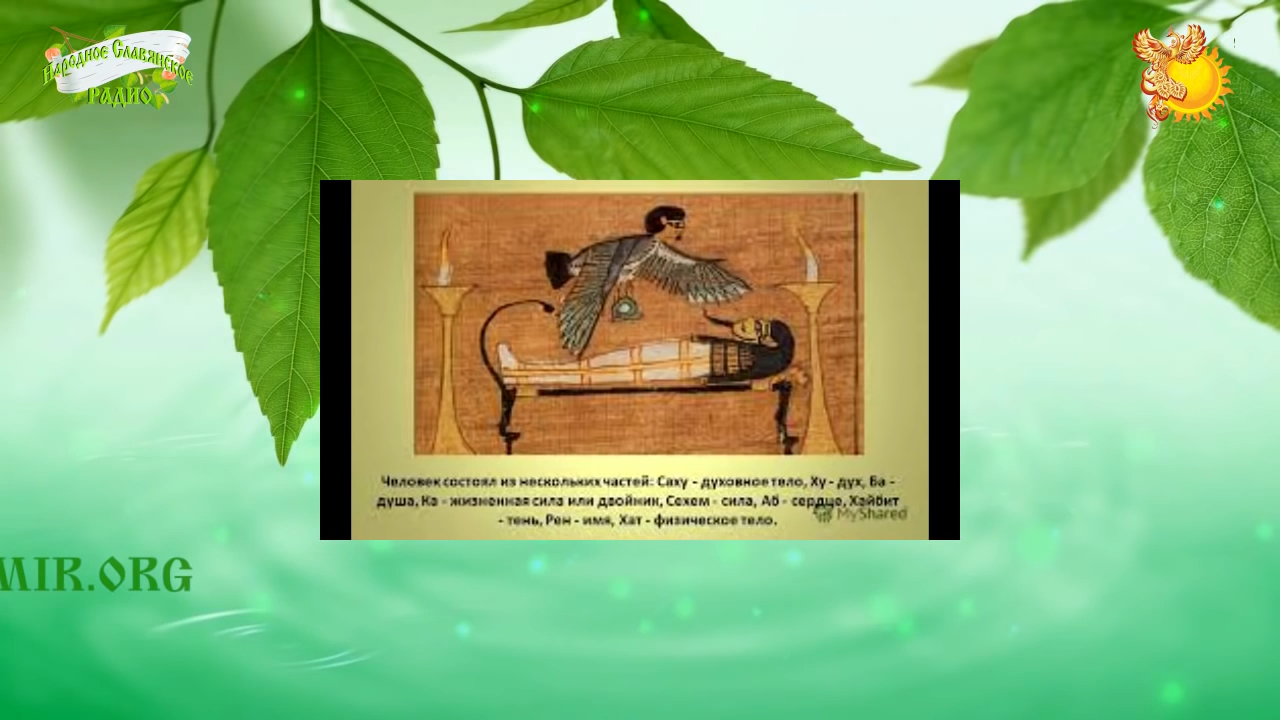 Народное Славянское
РАДИО
Человек состоял из нескольких частей: Саху - духовное тело, Ху - дух, Ба -
душа, Ка - жизненная сила или двойник, Сехем - сила, Аб - сердце, Хайбит
- тень, Рен - имя, Хат - физическое тело.
MyShared
MIR.ORG